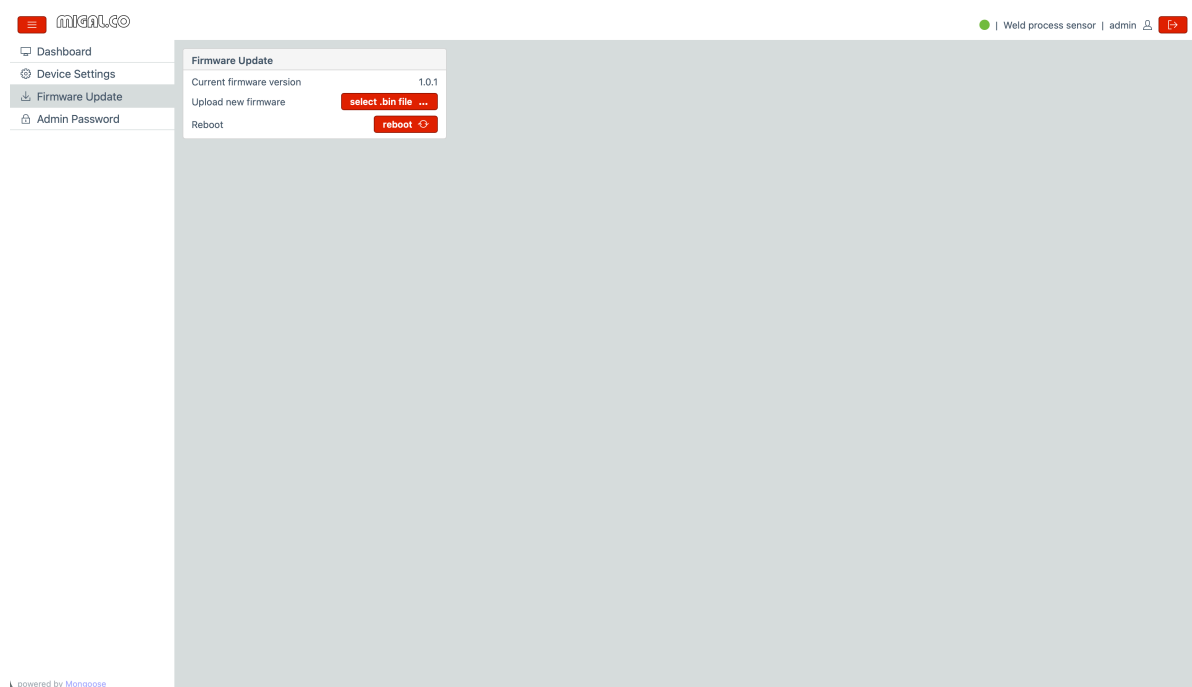 MIGAL.CO
| Weld process sensor | admin
Dashboard
Device Settings
Firmware Update
Admin Password
Firmware Update
Current firmware version 1.0.1
Upload new firmware select .bin file ...
Reboot reboot
powered by Mongoose